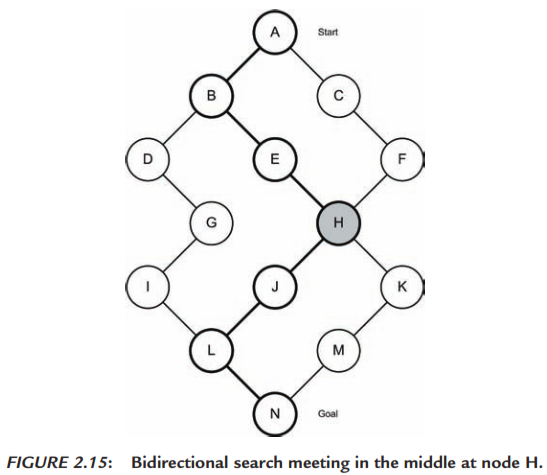 A Start
B C
D E F
G H
I J K
L M
N Goal
FIGURE 2.15: Bidirectional search meeting in the middle at node H.